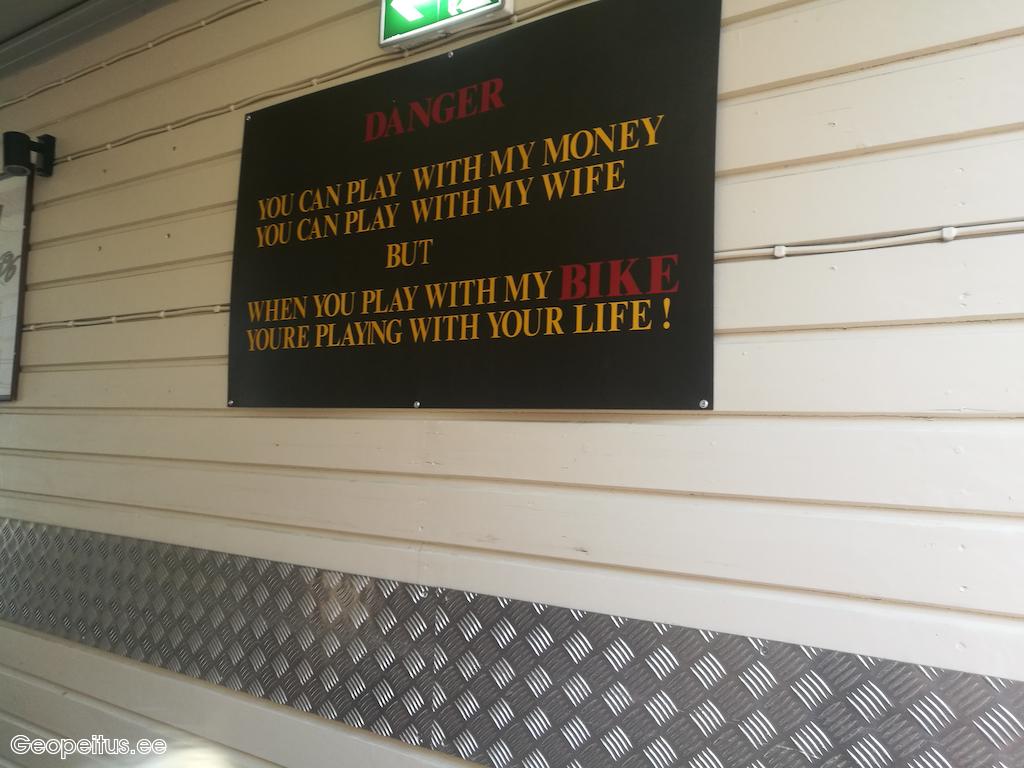 DANGER
YOU CAN PLAY WITH MY MONEY
YOU CAN PLAY WITH MY WIFE
BUT
WHEN YOU PLAY WITH MY BIKE
YOURE PLAYING WITH YOUR LIFE !
Geopeitus.ee